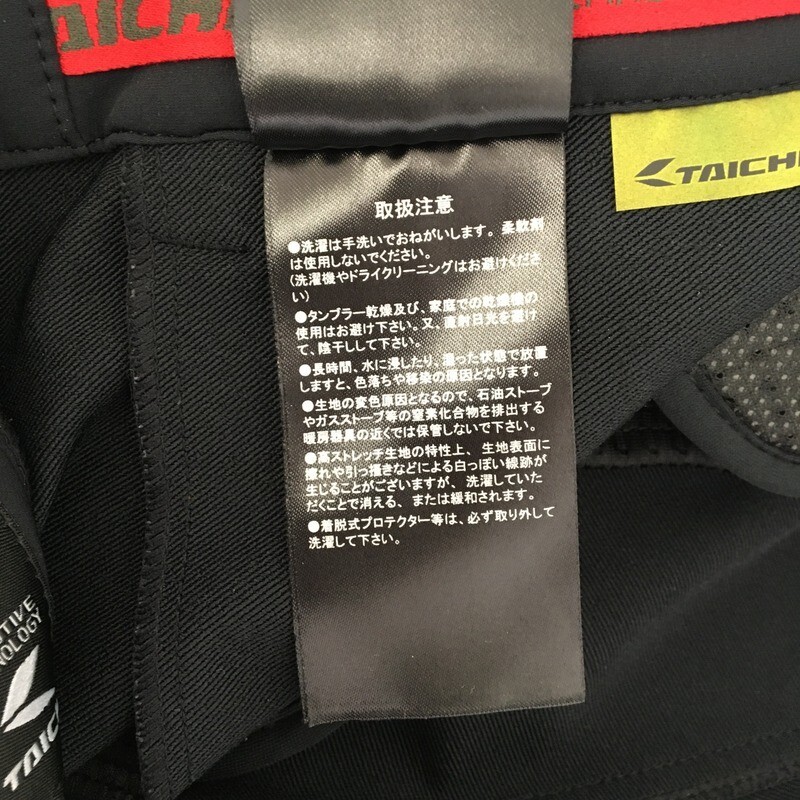 TAICHI
TAICHI
取扱注意
●洗濯は手洗いでおねがいします。柔軟剤
は使用しないでください。
(洗濯機やドライクリーニングはお避けくださ
い)
●タンブラー乾燥及び、家庭での乾燥機の
使用はお避け下さい。又、直射日光を避け
て、陰干しして下さい。
●長時間、水に浸したり、湿った状態で放置
しますと、色落ちや移染の原因となります。
●生地の変色原因となるので、石油ストーブ
やガスストーブ等の窒素化合物を排出する
暖房器具の近くでは保管しないで下さい。
●高ストレッチ生地の特性上、生地表面に
擦れや引っ掻きなどによる白っぽい線跡が
生じることがございますが、洗濯していた
だくことで消える、または緩和されます。
●着脱式プロテクター等は、必ず取り外して
洗濯して下さい。
TAICHI